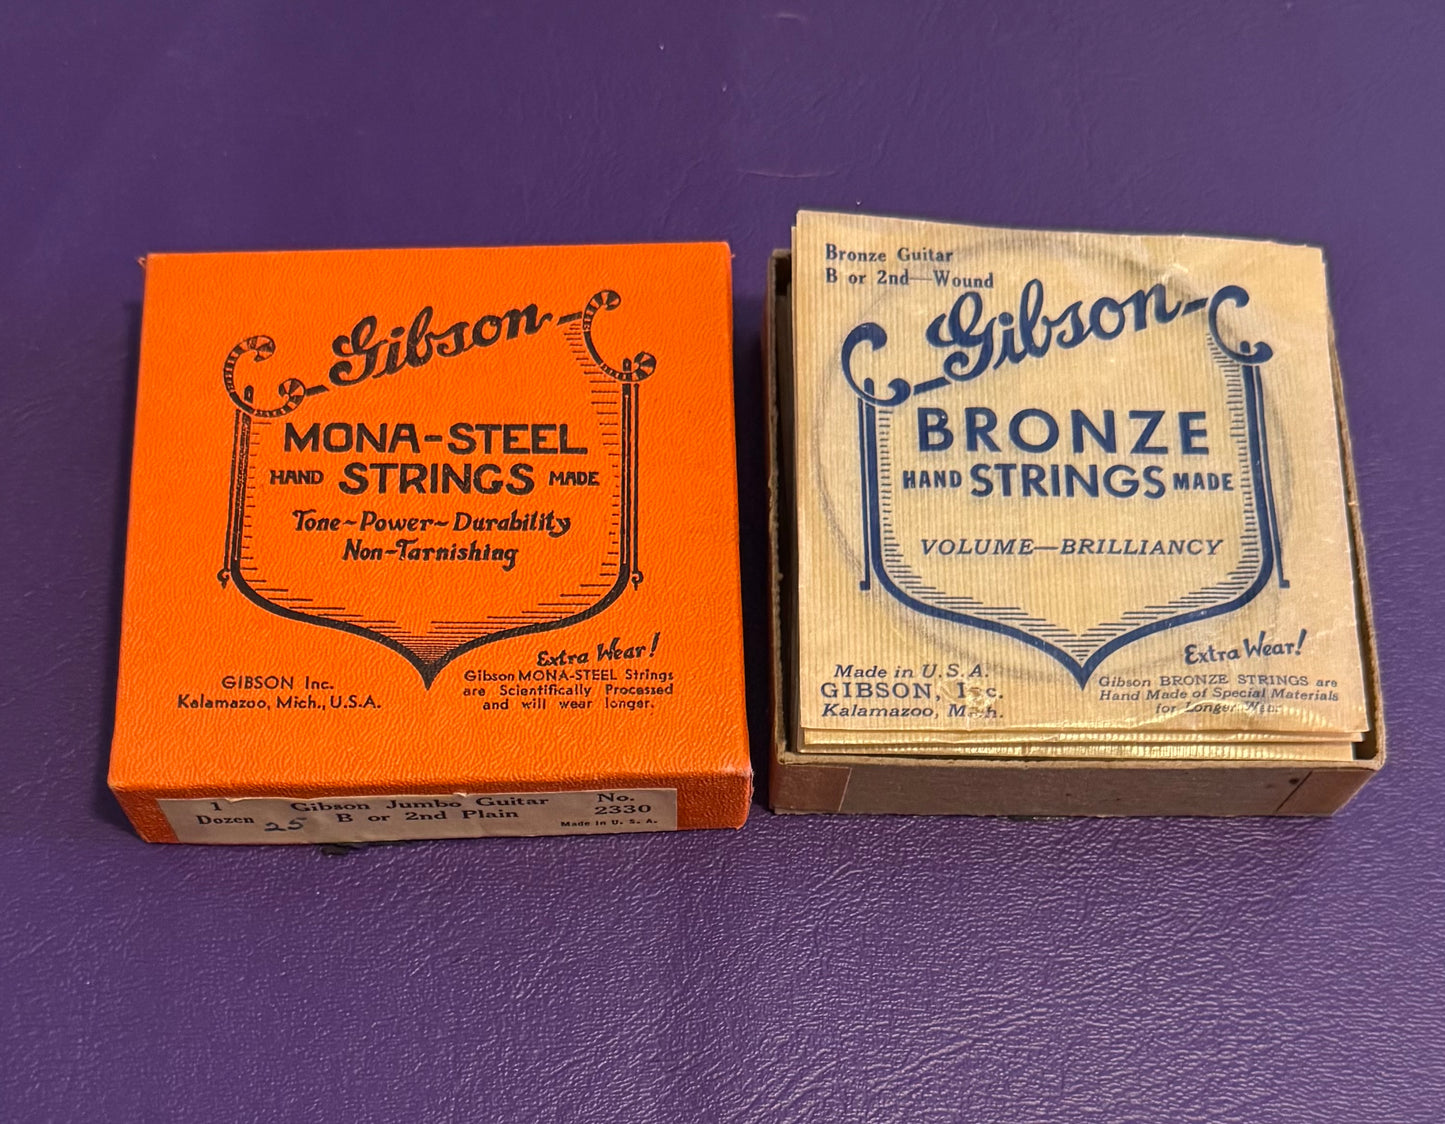 Gibson
MONA-STEEL
HAND STRINGS MADE
Tone~Power~Durability
Non-Tarnishing
Extra Wear!
GIBSON Inc.
Kalamazoo, Mich., U.S.A.
Gibson MONA-STEEL Strings
are Scientifically Processed
and will wear longer.
1 Dozen
25
Gibson Jumbo Guitar
B or 2nd Plain
No.
2330
Made in U. S. A.
Bronze Guitar
B or 2nd—Wound
Gibson
BRONZE
HAND STRINGS MADE
VOLUME—BRILLIANCY
Extra Wear!
Made in U.S.A.
GIBSON, Inc.
Kalamazoo, Mich.
Gibson BRONZE STRINGS are
Hand Made of Special Materials
for Longer Wear